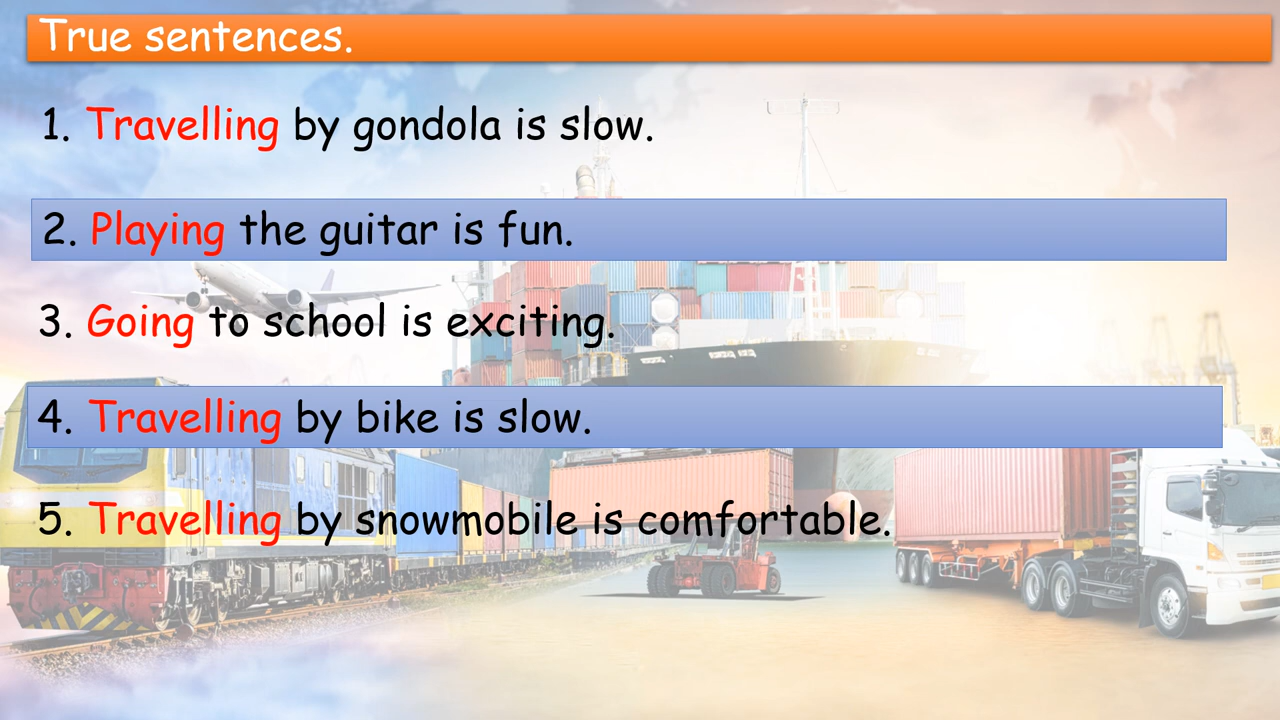 True sentences.
1. Travelling by gondola is slow.
2. Playing the guitar is fun.
3. Going to school is exciting.
4. Travelling by bike is slow.
5. Travelling by snowmobile is comfortable.